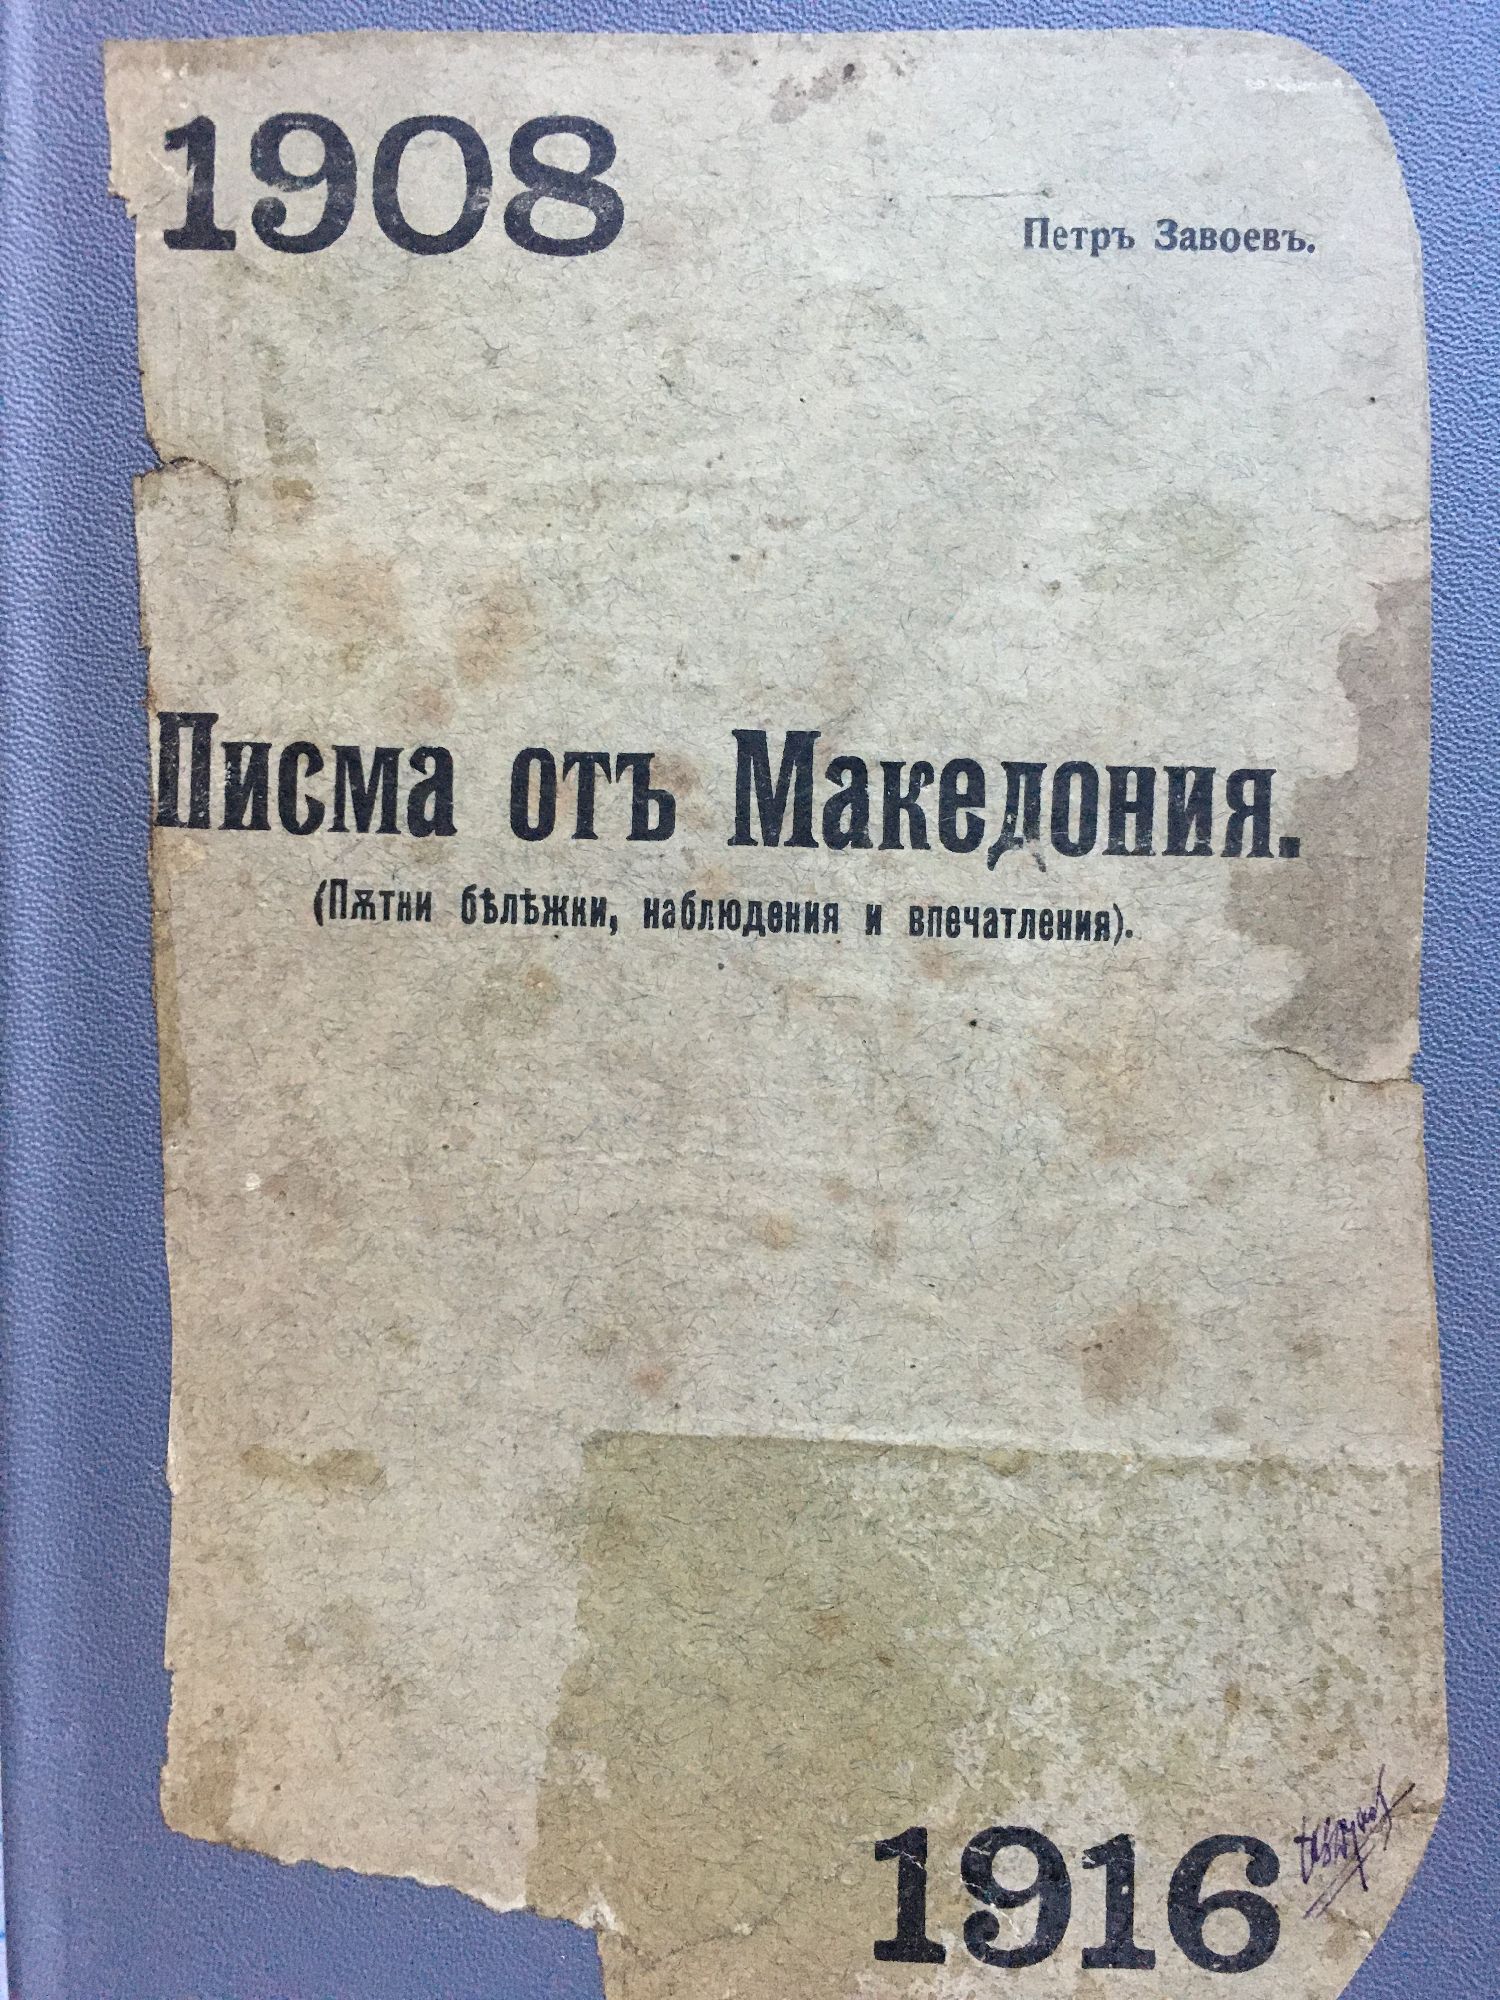 1908
Петръ Завоевъ.
Писма отъ Македония.
(Пѫтни бѣлѣжки, наблюдения и впечатления).
1916